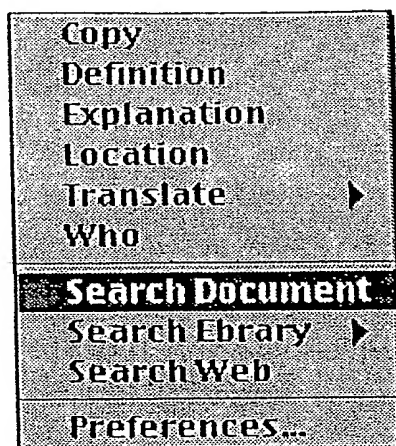 Copy
Definition
Explanation
Location
Translate
Who
Search Document
Search Ebrary
Search Web
Preferences...